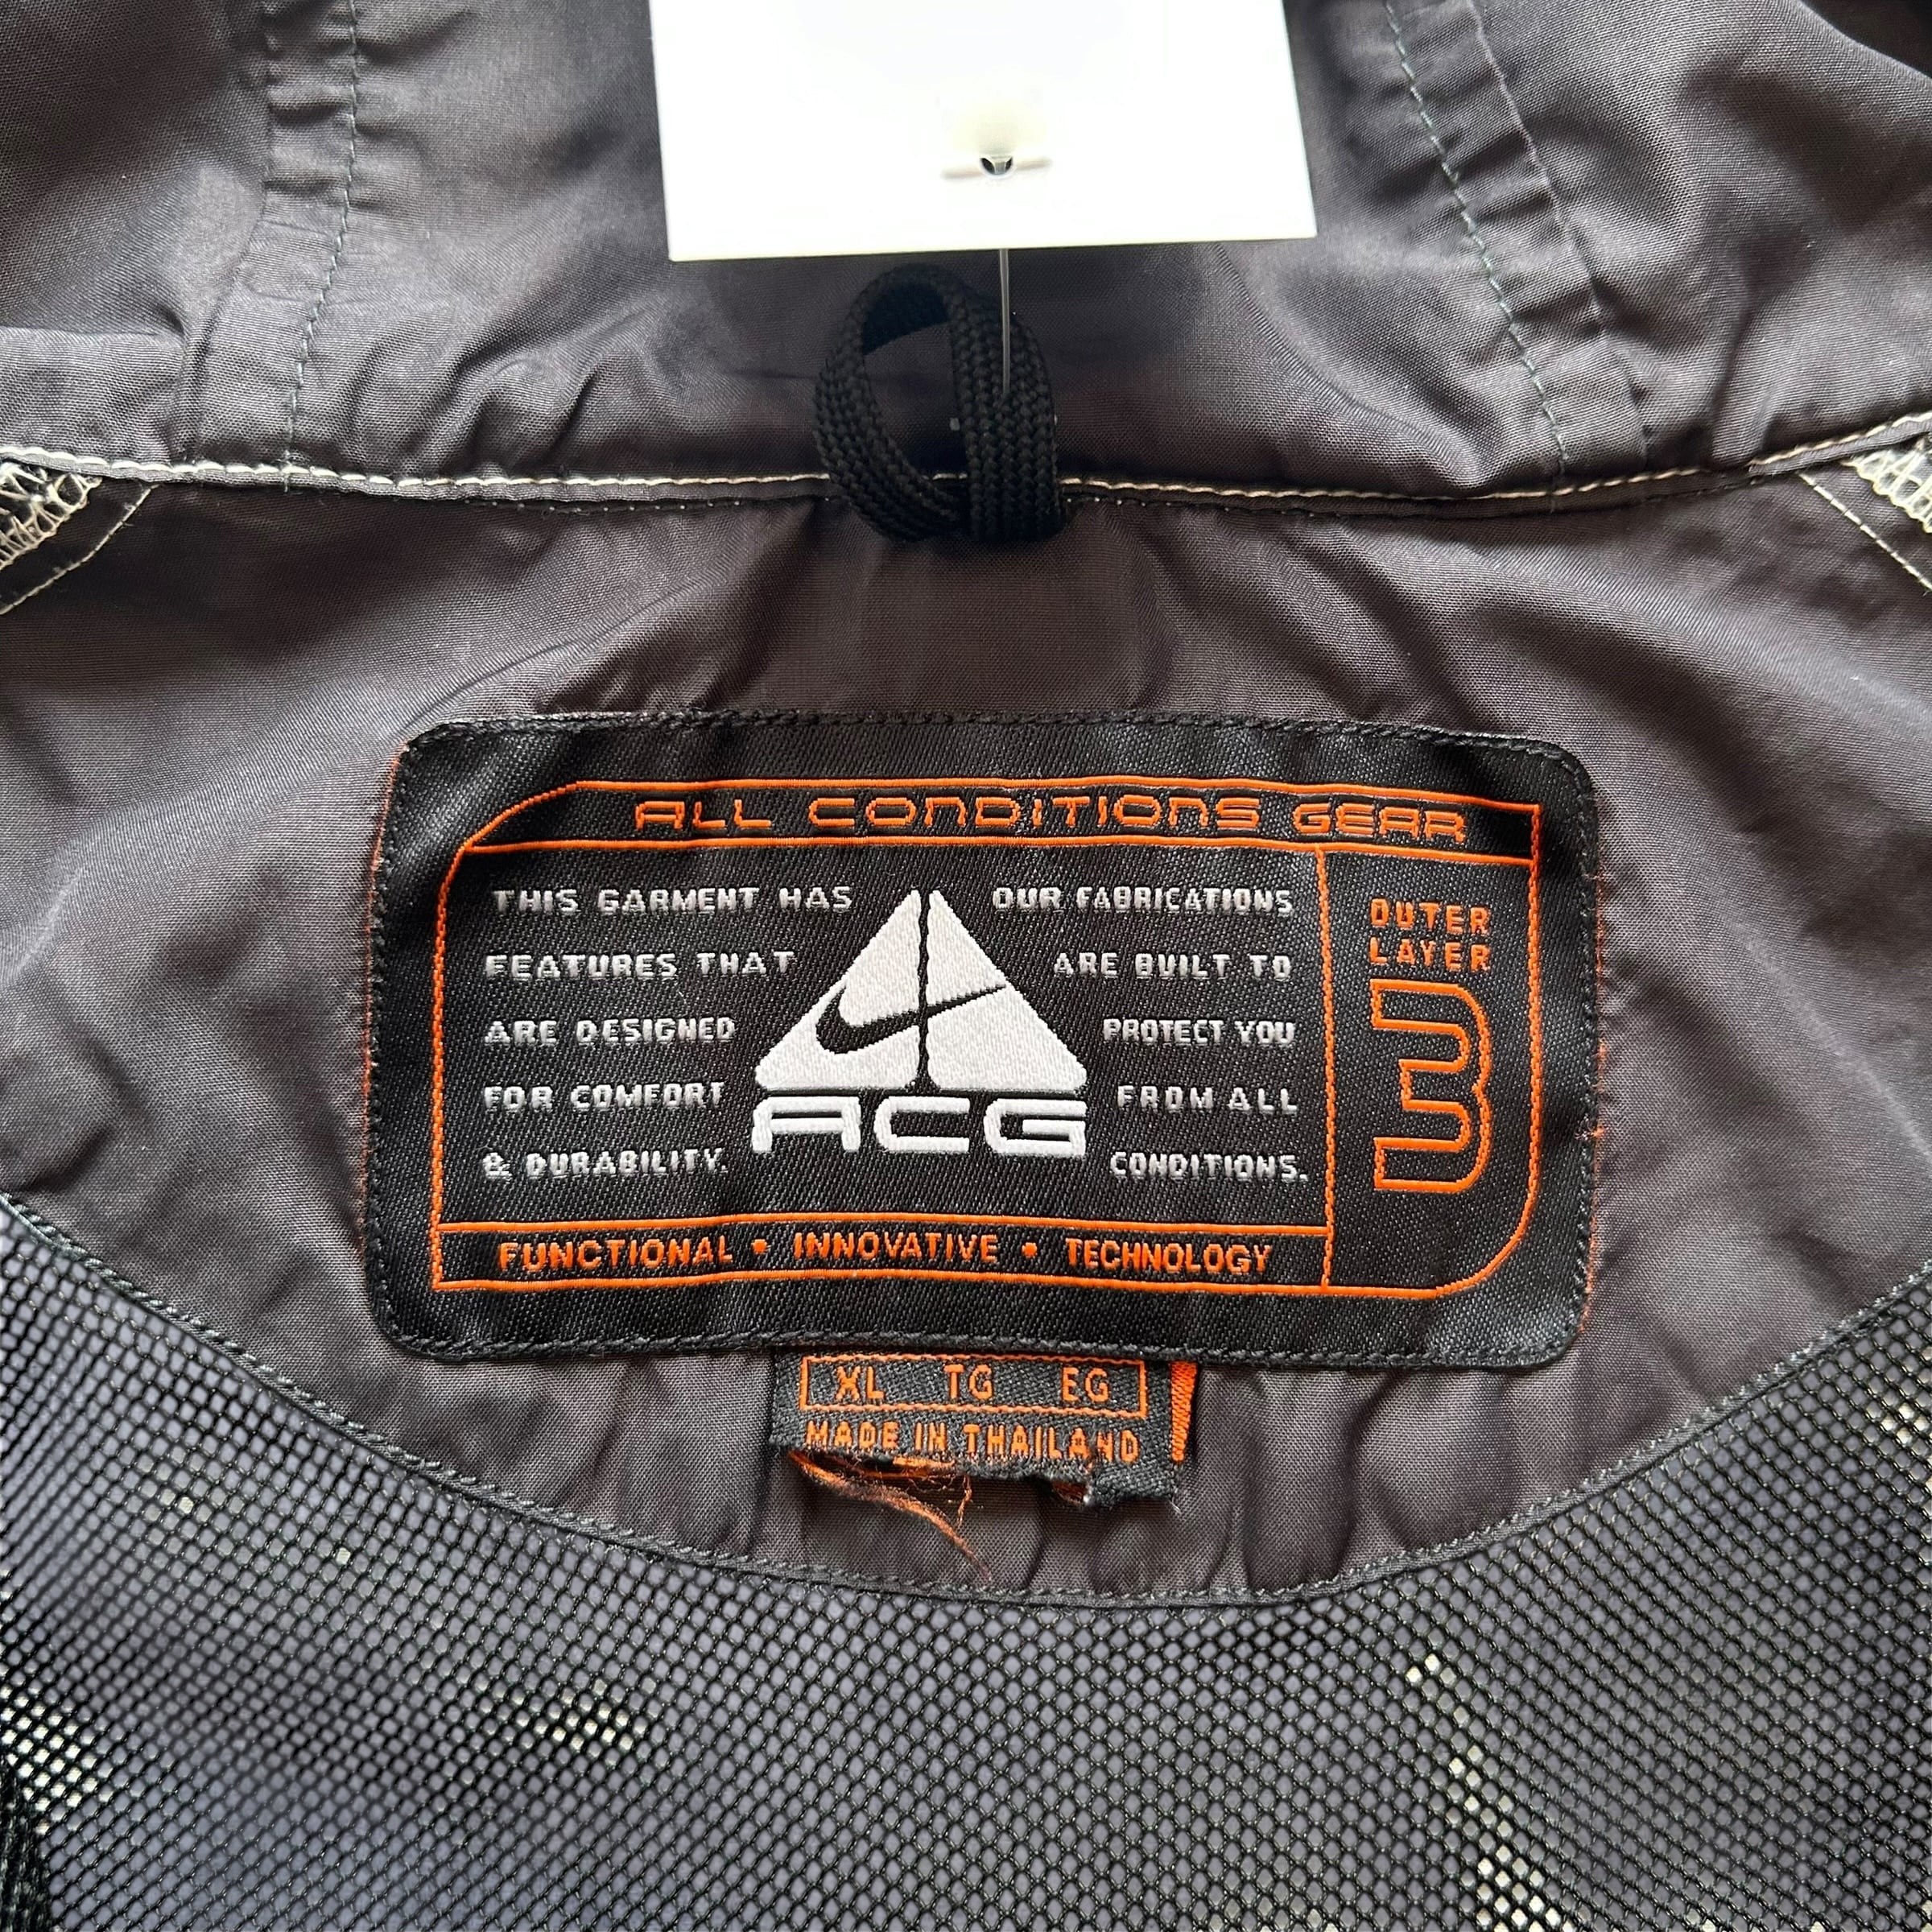 ALL CONDITIONS GEAR
THIS GARMENT HAS
FEATURES THAT
ARE DESIGNED
FOR COMFORT
& DURABILITY.
ACG
OUR FABRICATIONS
ARE BUILT TO
PROTECT YOU
FROM ALL
CONDITIONS.
OUTER
LAYER
3
FUNCTIONAL • INNOVATIVE • TECHNOLOGY
XL TG EG
MADE IN THAILAND